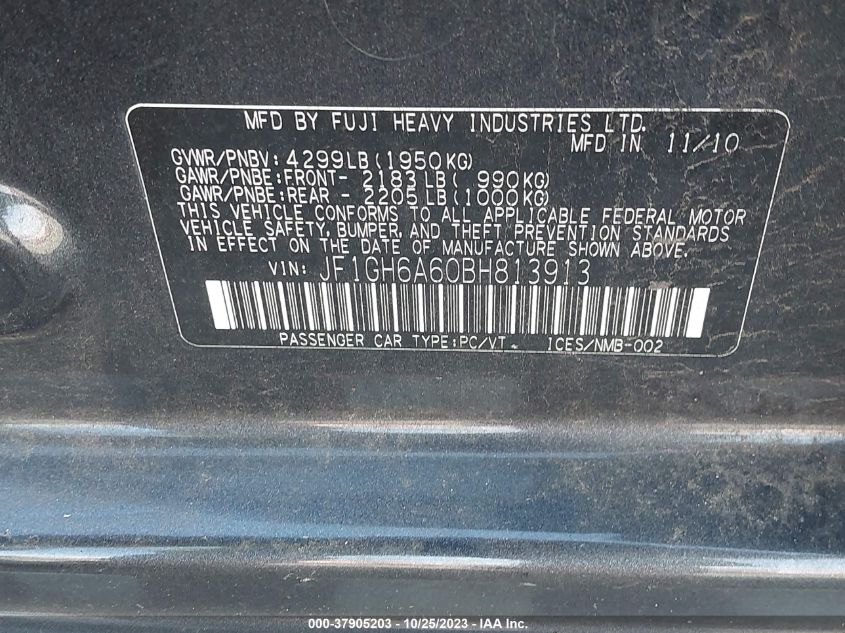 MFD BY FUJI HEAVY INDUSTRIES LTD.
MFD IN 11/10
GVWR/PNBV:4299LB(1950KG)
GAWR/PNBE:FRONT- 2183LB( 990KG)
GAWR/PNBE:REAR - 2205LB(1000KG)
THIS VEHICLE CONFORMS TO ALL APPLICABLE FEDERAL MOTOR
VEHICLE SAFETY, BUMPER, AND THEFT PREVENTION STANDARDS
IN EFFECT ON THE DATE OF MANUFACTURE SHOWN ABOVE.
VIN: JF1GH6A60BH813913
PASSENGER CAR TYPE:PC/VT ICES/NMB-002
000-37905203 - 10/25/2023 - IAA Inc.